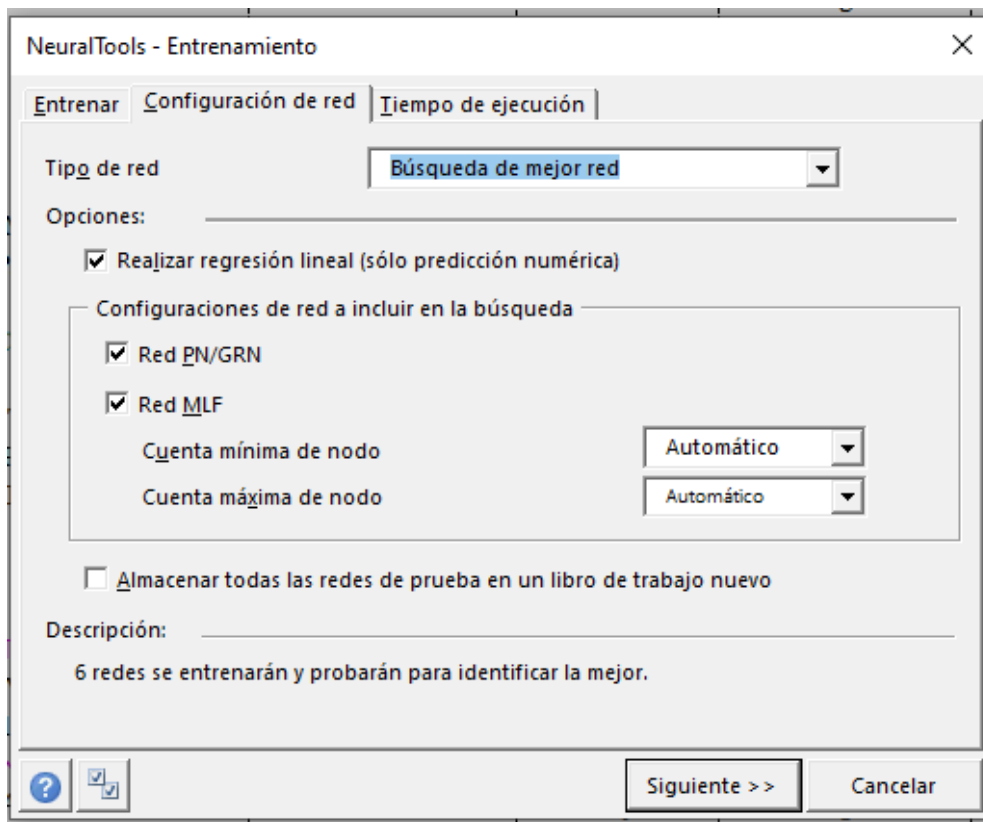 NeuralTools - Entrenamiento
Entrenar Configuración de red Tiempo de ejecución
Tipo de red Búsqueda de mejor red
Opciones:
Realizar regresión lineal (sólo predicción numérica)
Configuraciones de red a incluir en la búsqueda
Red PN/GRN
Red MLF
Cuenta mínima de nodo Automático
Cuenta máxima de nodo Automático
Almacenar todas las redes de prueba en un libro de trabajo nuevo
Descripción:
6 redes se entrenarán y probarán para identificar la mejor.
Siguiente >> Cancelar